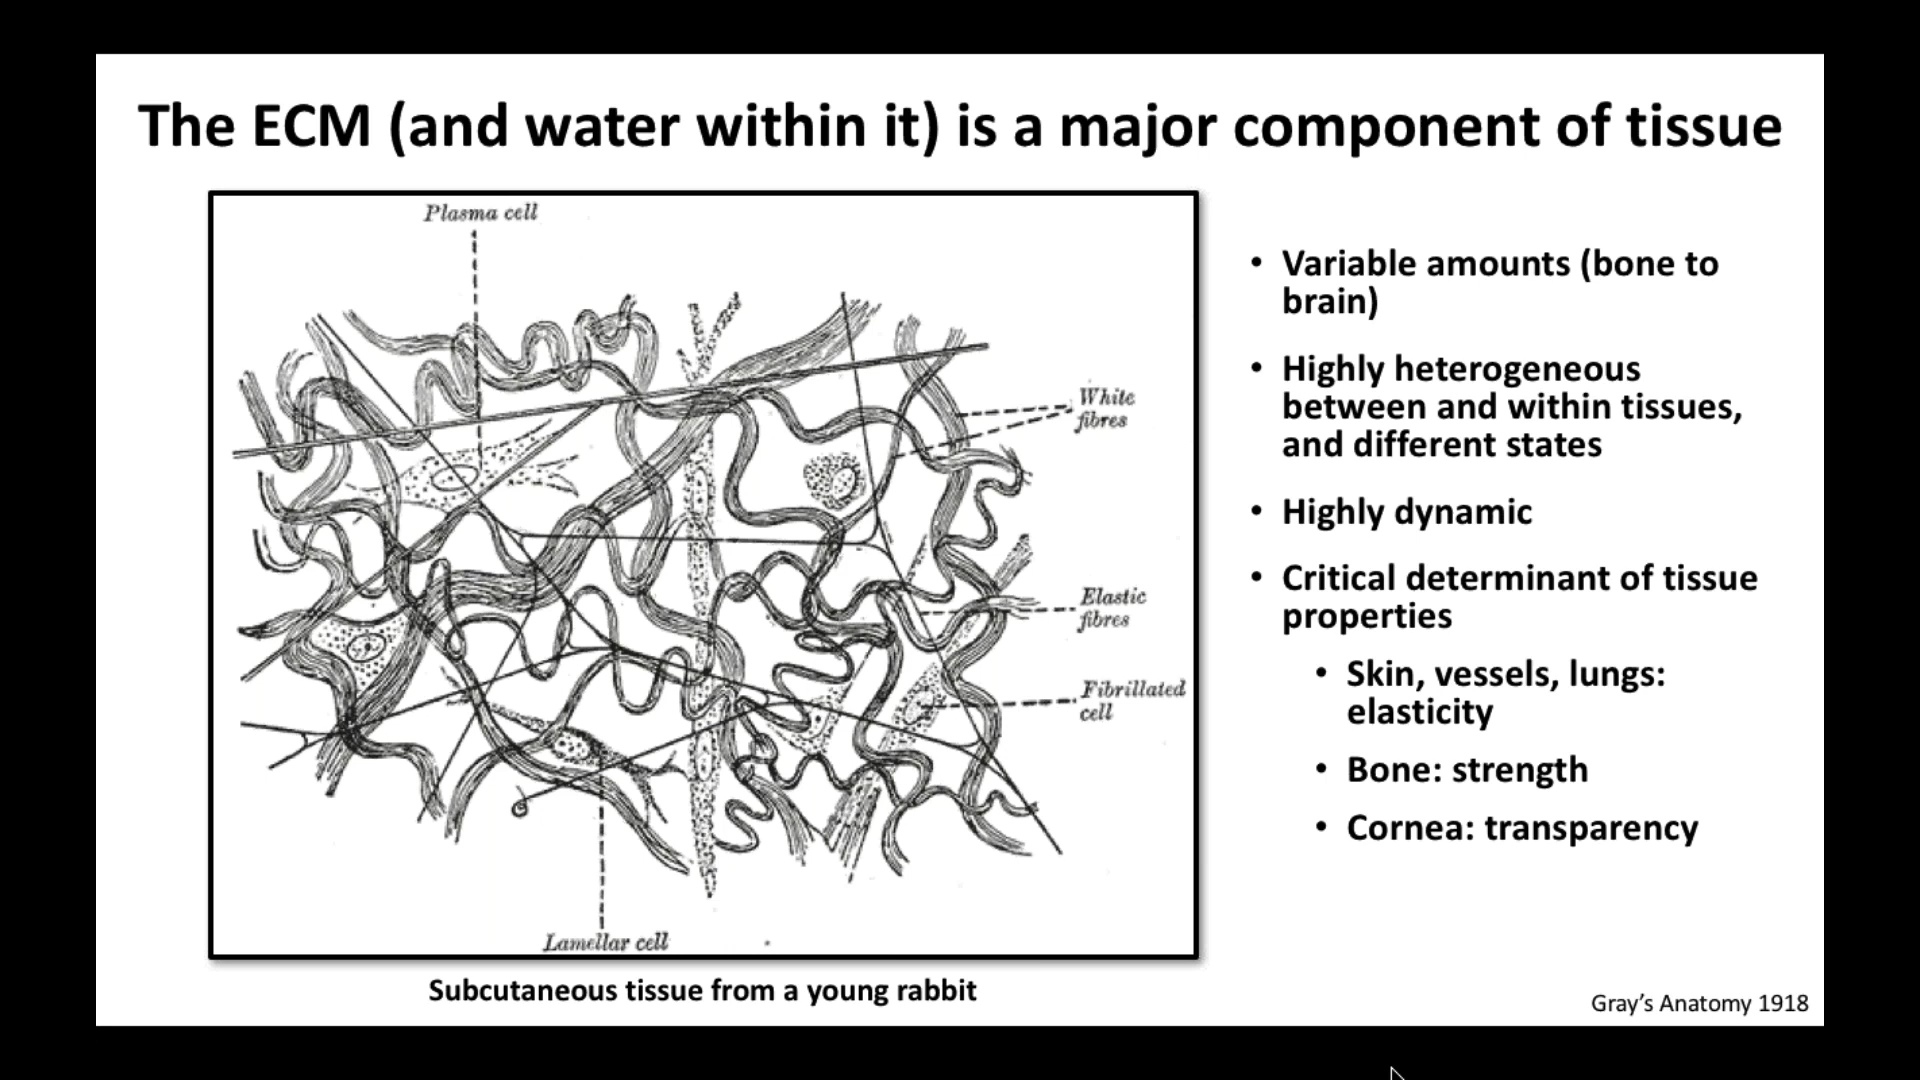 The ECM (and water within it) is a major component of tissue
Plasma cell
White
fibres
Elastic
fibres
Fibrillated
cell
Lamellar cell
Subcutaneous tissue from a young rabbit
• Variable amounts (bone to
brain)
• Highly heterogeneous
between and within tissues,
and different states
• Highly dynamic
• Critical determinant of tissue
properties
• Skin, vessels, lungs:
elasticity
• Bone: strength
• Cornea: transparency
Gray's Anatomy 1918